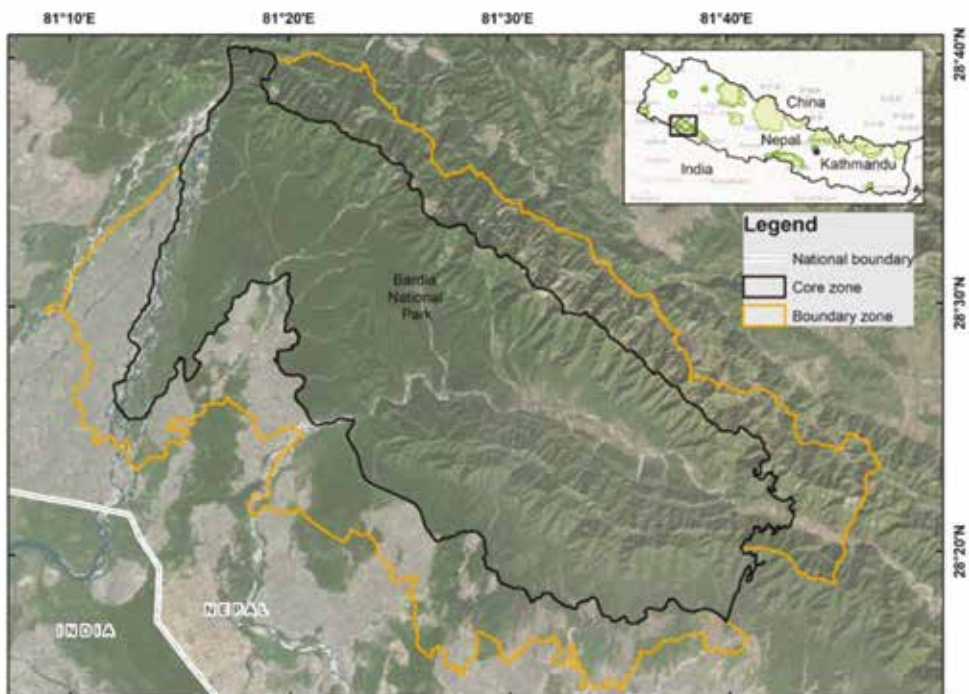 81°10'E 81°20'E 81°30'E 81°40'E
28°40'N
28°30'N
28°20'N
China
Nepal
Kathmandu
India
Legend
National boundary
Core zone
Boundary zone
Bardia
National
Park
NEPAL
INDIA